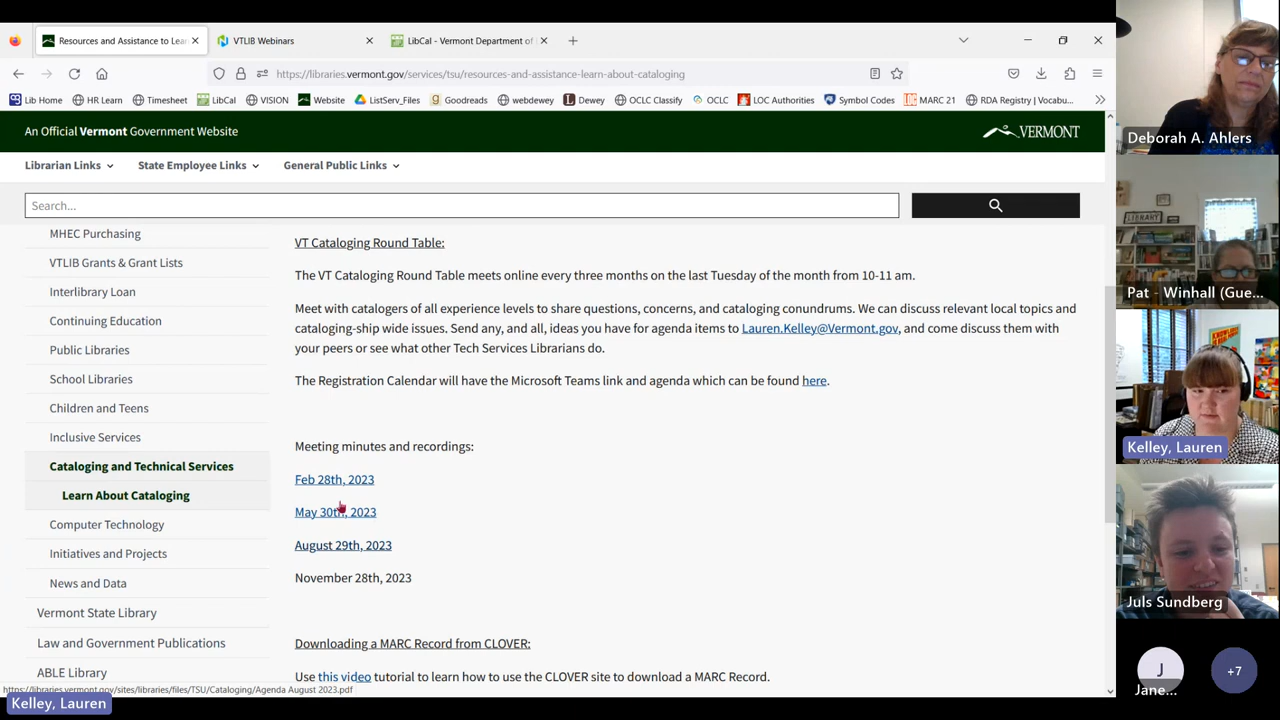 Resources and Assistance to Lea
VTLIB Webinars
LibCal - Vermont Department of
https://libraries.vermont.gov/services/tsu/resources-and-assistance-learn-about-cataloging
Lib Home
HR Learn
Timesheet
LibCal
VISION
Website
ListServ_Files
Goodreads
webdewey
Dewey
OCLC Classify
OCLC
LOC Authorities
Symbol Codes
MARC 21
RDA Registry | Vocabu...
An Official Vermont Government Website
VERMONT
Librarian Links
State Employee Links
General Public Links
Search...
MHEC Purchasing
VTLIB Grants & Grant Lists
Interlibrary Loan
Continuing Education
Public Libraries
School Libraries
Children and Teens
Inclusive Services
Cataloging and Technical Services
Learn About Cataloging
Computer Technology
Initiatives and Projects
News and Data
Vermont State Library
Law and Government Publications
ABLE Library
VT Cataloging Round Table:
The VT Cataloging Round Table meets online every three months on the last Tuesday of the month from 10-11 am.
Meet with catalogers of all experience levels to share questions, concerns, and cataloging conundrums. We can discuss relevant local topics and
cataloging-ship wide issues. Send any, and all, ideas you have for agenda items to Lauren.Kelley@Vermont.gov, and come discuss them with
your peers or see what other Tech Services Librarians do.
The Registration Calendar will have the Microsoft Teams link and agenda which can be found here.
Meeting minutes and recordings:
Feb 28th, 2023
May 30th, 2023
August 29th, 2023
November 28th, 2023
Downloading a MARC Record from CLOVER:
Use this video tutorial to learn how to use the CLOVER site to download a MARC Record.
https://libraries.vermont.gov/sites/libraries/files/TSU/Cataloging/Agenda August 2023.pdf
Kelley, Lauren
Deborah A. Ahlers
LIBRARY
Pat - Winhall (Gue...
Kelley, Lauren
Juls Sundberg
J
Jane...
+7